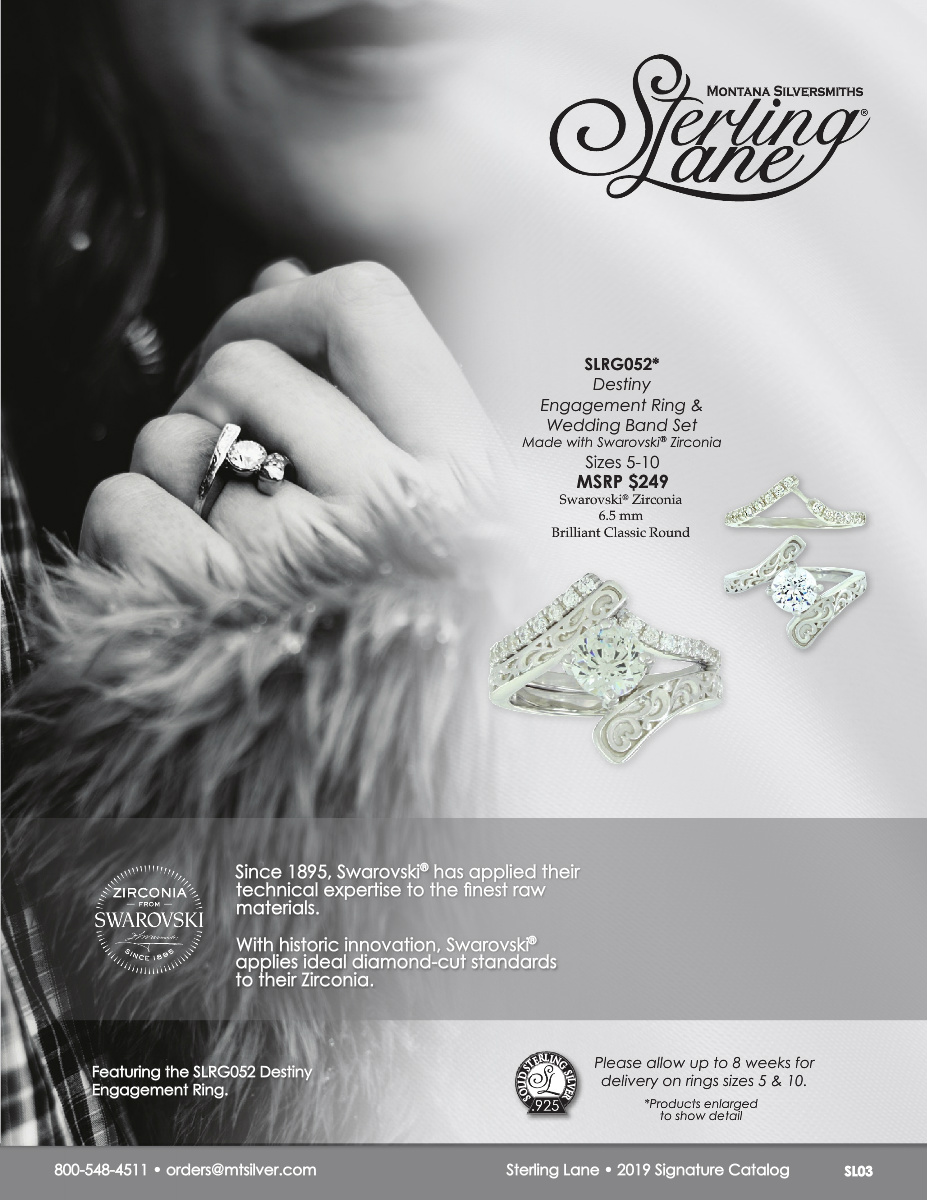 MONTANA SILVERSMITHS
Sterling
Lane®
SLRG052*
Destiny
Engagement Ring &
Wedding Band Set
Made with Swarovski® Zirconia
Sizes 5-10
MSRP $249
Swarovski® Zirconia
6.5 mm
Brilliant Classic Round
ZIRCONIA
FROM
SWAROVSKI
SINCE 1895
Since 1895, Swarovski® has applied their
technical expertise to the finest raw
materials.
With historic innovation, Swarovski®
applies ideal diamond-cut standards
to their Zirconia.
Featuring the SLRG052 Destiny
Engagement Ring.
SOLID STERLING SILVER
SL
.925
Please allow up to 8 weeks for
delivery on rings sizes 5 & 10.
*Products enlarged
to show detail
800-548-4511 • orders@mtsilver.com
Sterling Lane • 2019 Signature Catalog
SL03